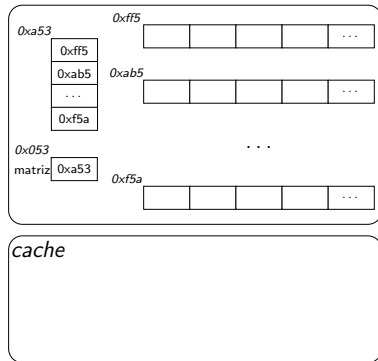 0xff5
...
0xa53
0xff5
0xab5
...
0xf5a
0xab5
...
...
0x053
matriz 0xa53
0xf5a
...
cache